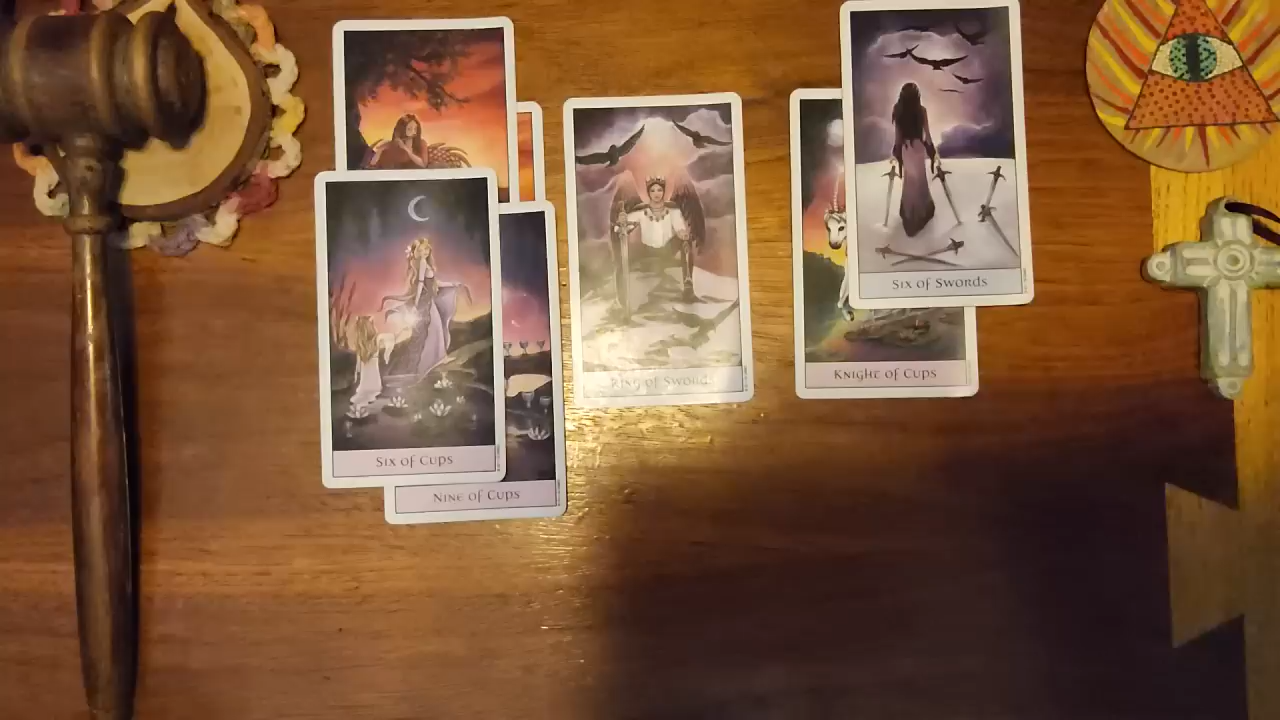 Six of Swords
King of Swords
Knight of Cups
Six of Cups
Nine of Cups